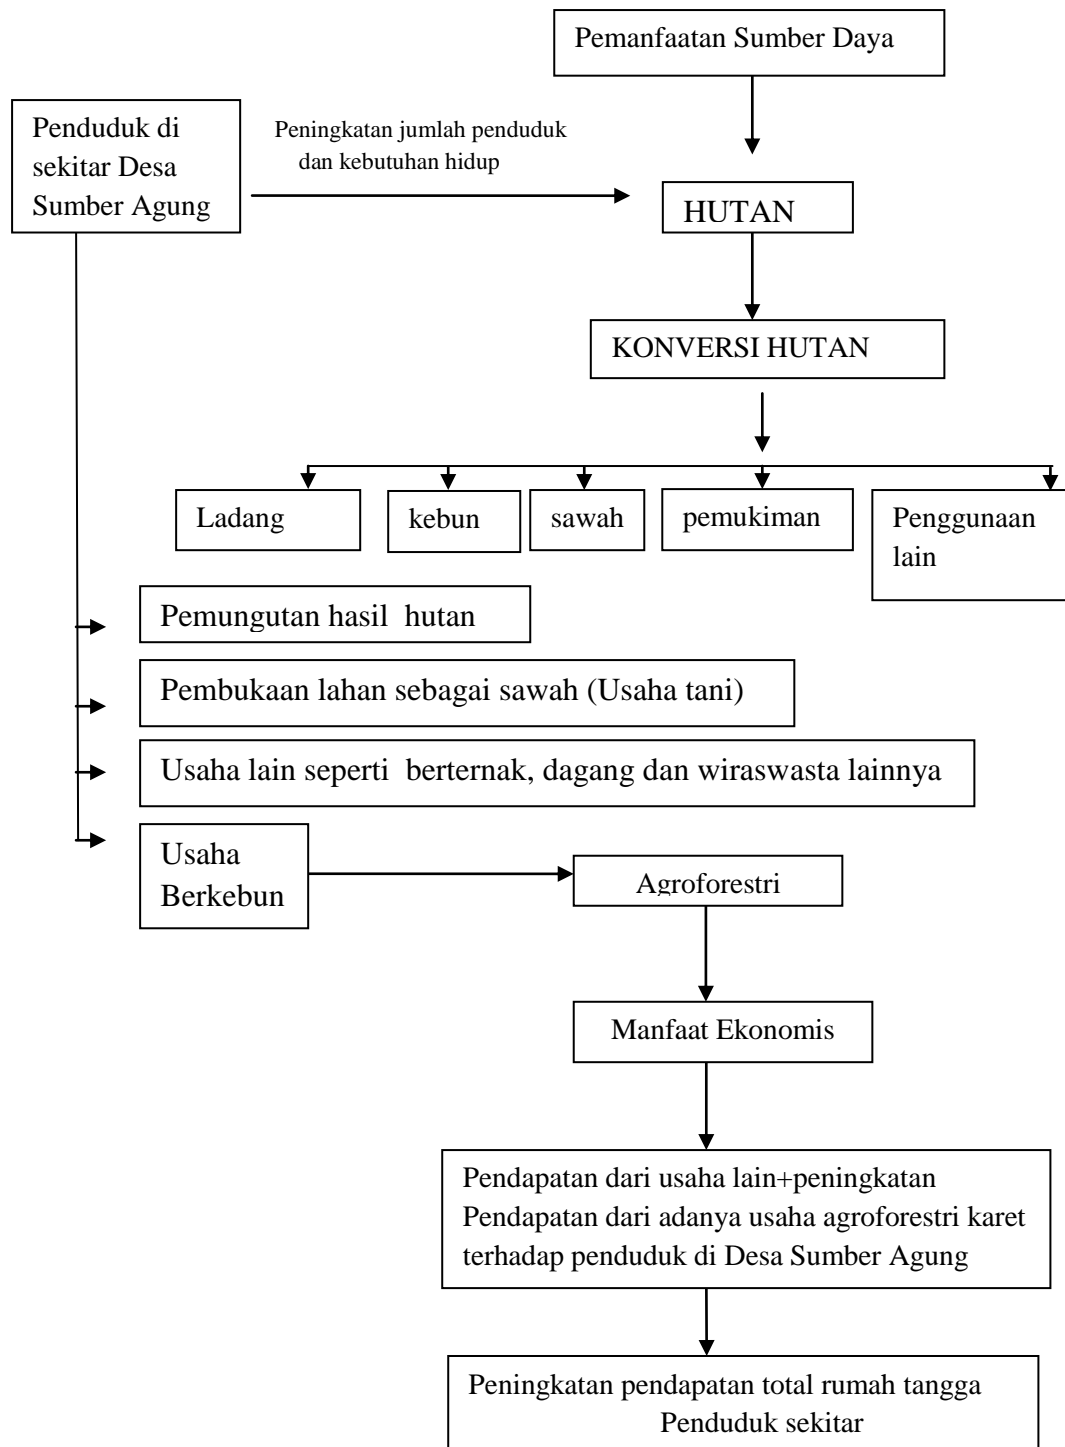 Pemanfaatan Sumber Daya
Penduduk di
sekitar Desa
Sumber Agung
Peningkatan jumlah penduduk
dan kebutuhan hidup
HUTAN
KONVERSI HUTAN
Ladang
kebun
sawah
pemukiman
Penggunaan
lain
Pemungutan hasil hutan
Pembukaan lahan sebagai sawah (Usaha tani)
Usaha lain seperti berternak, dagang dan wiraswasta lainnya
Usaha
Berkebun
Agroforestri
Manfaat Ekonomis
Pendapatan dari usaha lain+peningkatan
Pendapatan dari adanya usaha agroforestri karet
terhadap penduduk di Desa Sumber Agung
Peningkatan pendapatan total rumah tangga
Penduduk sekitar